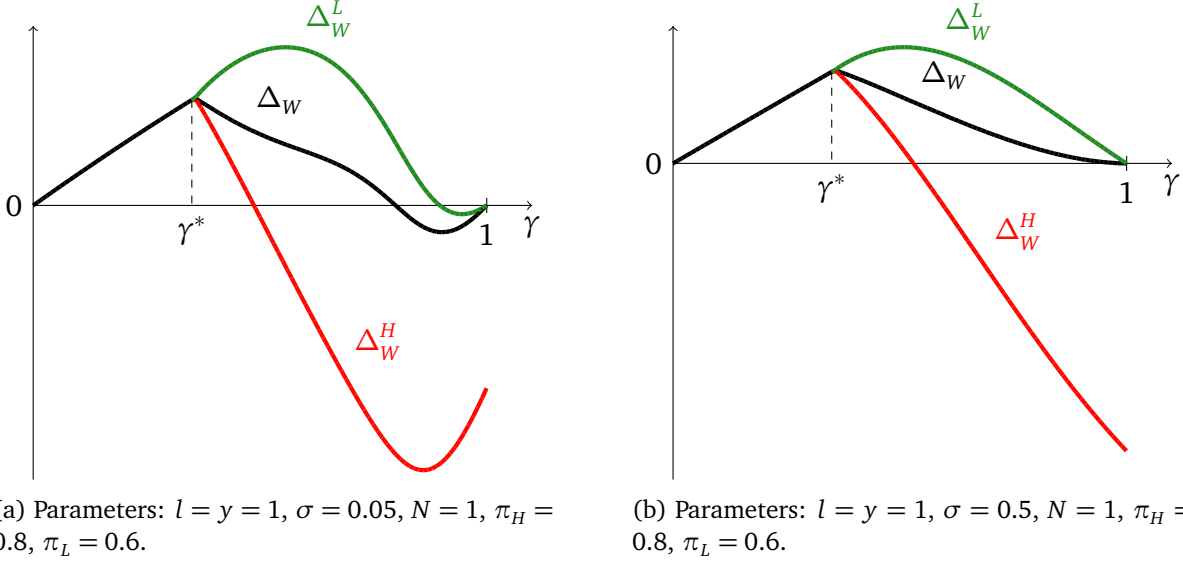 Δ_W^L
Δ_W
0
γ*
1
γ
Δ_W^H
(a) Parameters: l = y = 1, σ = 0.05, N = 1, π_H =
0.8, π_L = 0.6.
Δ_W^L
Δ_W
0
γ*
1
γ
Δ_W^H
(b) Parameters: l = y = 1, σ = 0.5, N = 1, π_H =
0.8, π_L = 0.6.